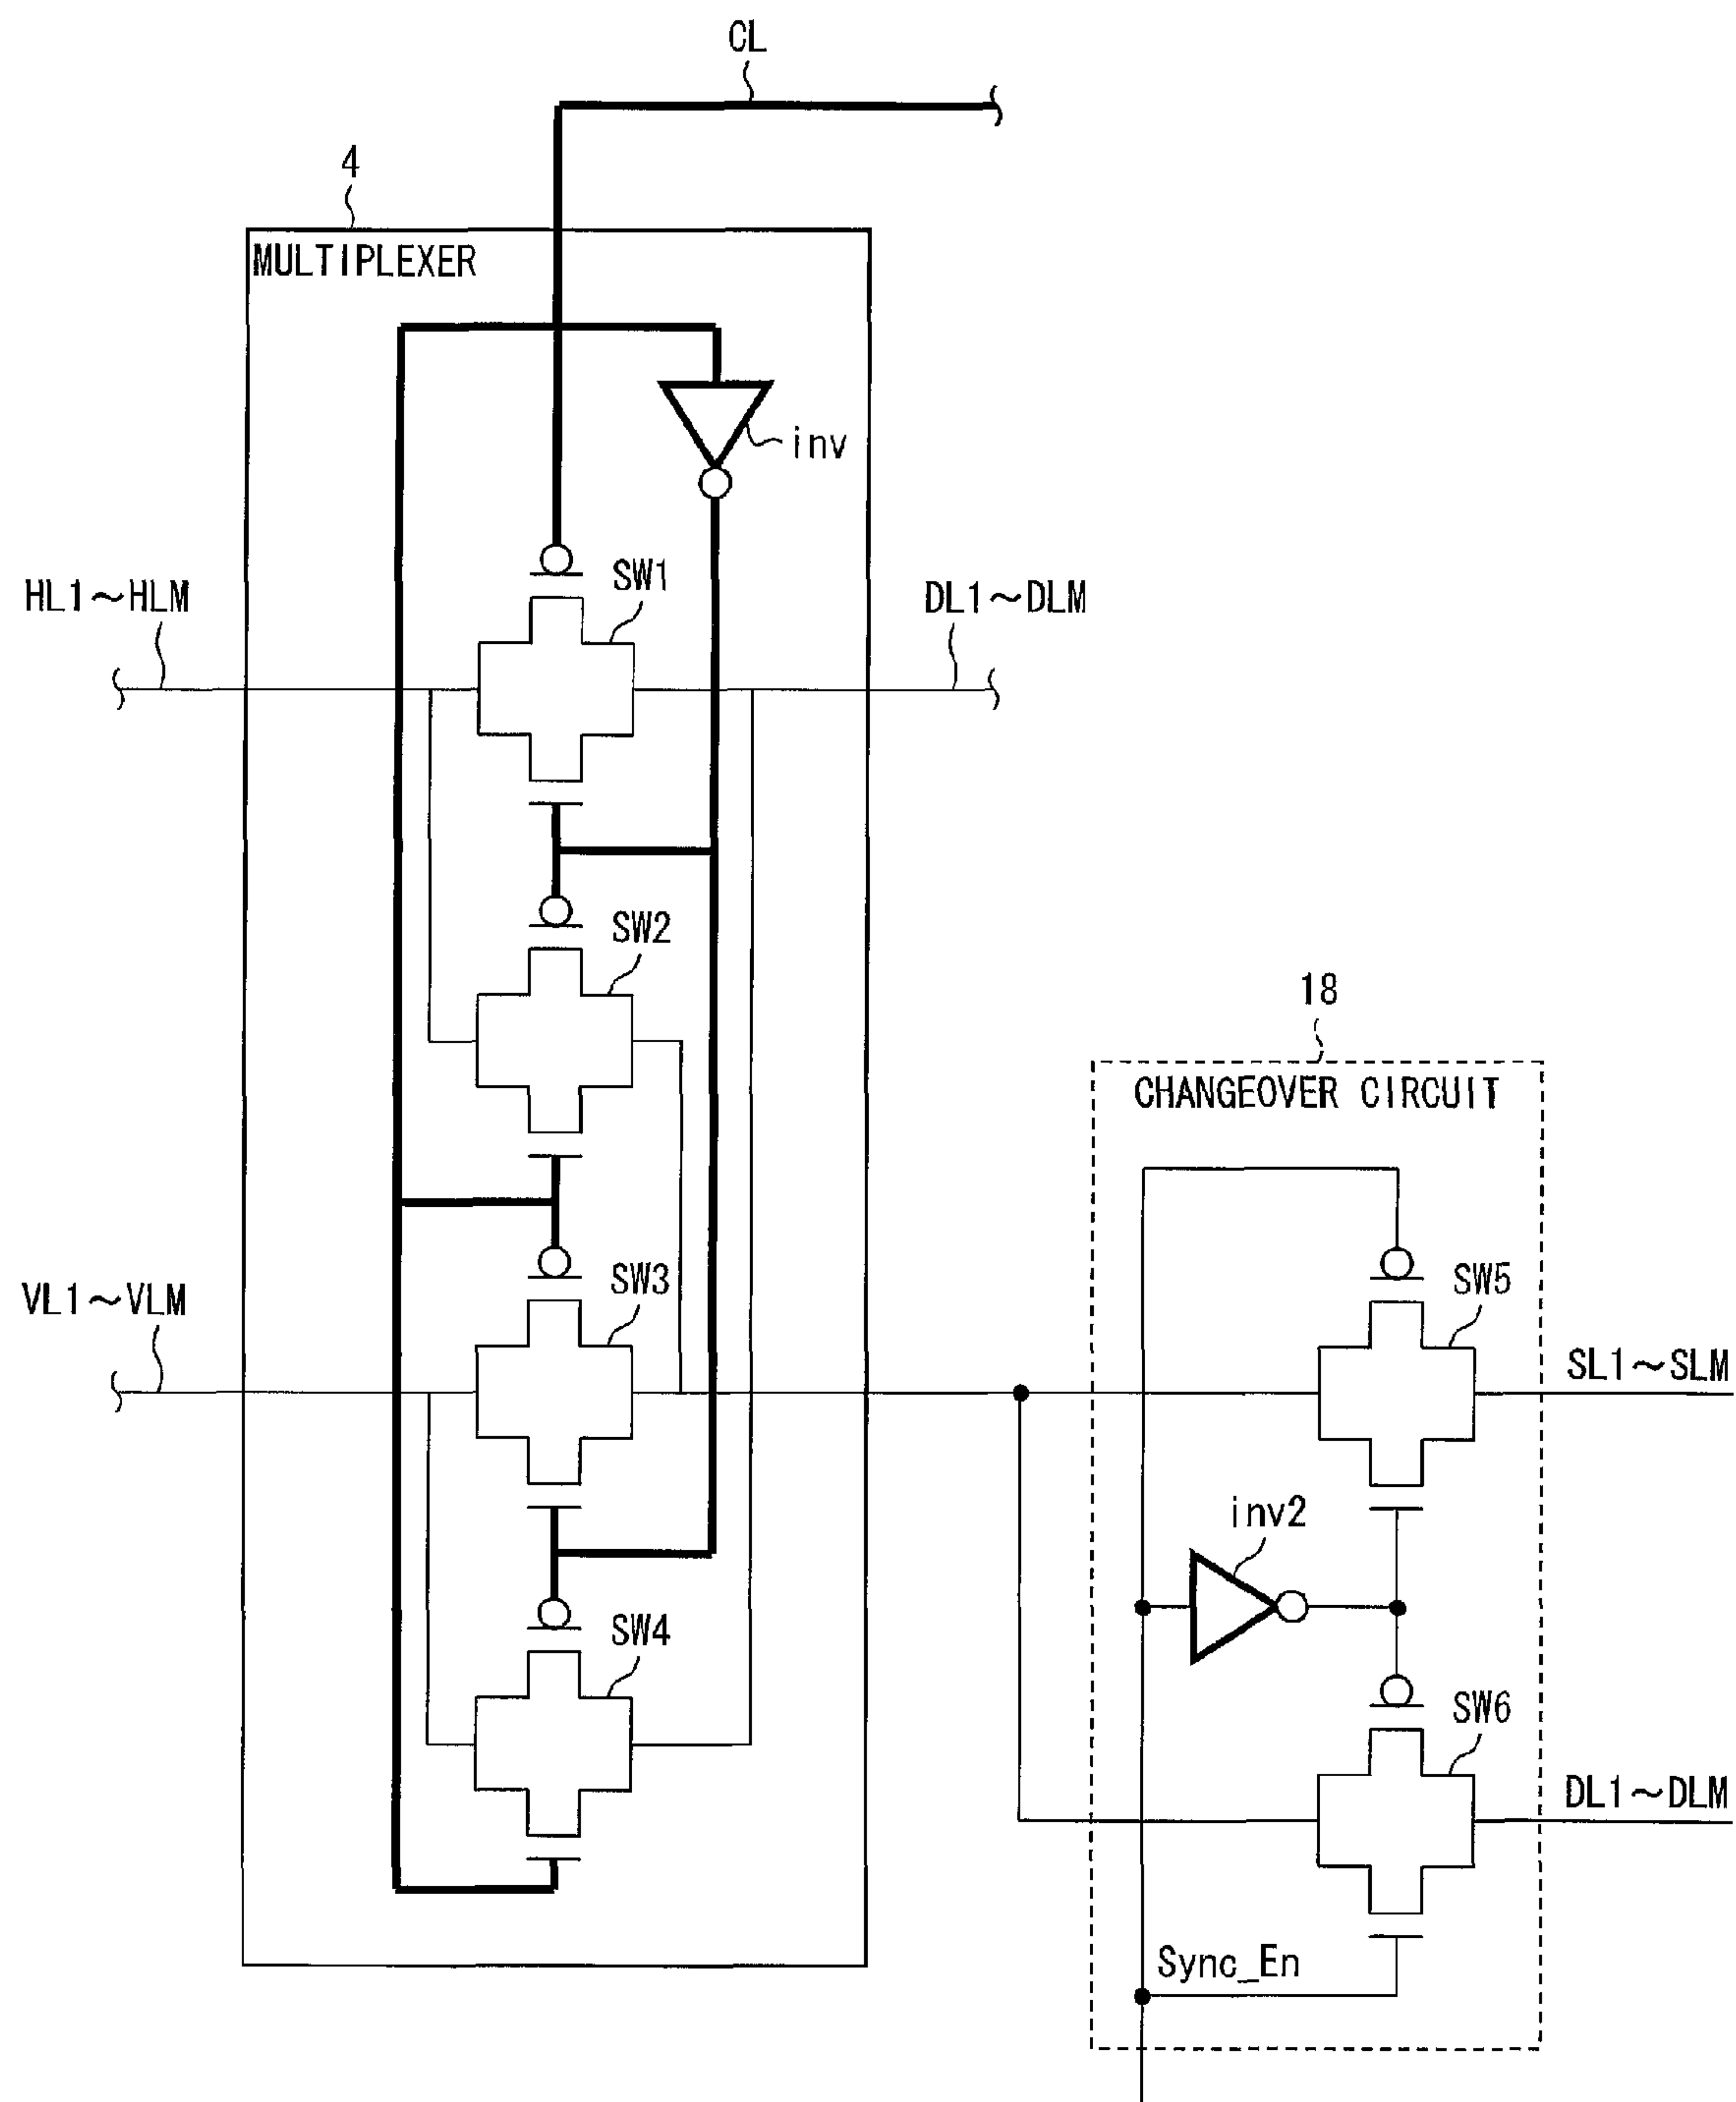 CL
4
MULTIPLEXER
inv
HL1~HLM
SW1
DL1~DLM
SW2
18
CHANGEOVER CIRCUIT
VL1~VLM
SW3
SW5
SL1~SLM
inv2
SW4
SW6
DL1~DLM
Sync_En